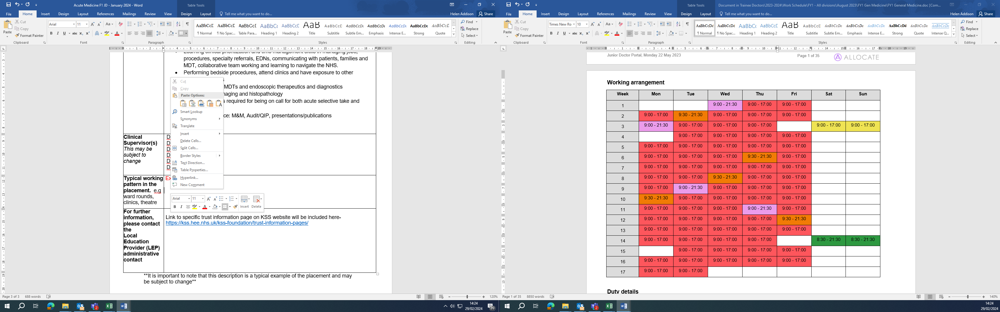 Acute Medicine F1 JD - January 2024 - Word
Table Tools
File Home Insert Design Layout References Mailings Review View Design Layout Tell me what you want to do... Helen Addison Share
Paste
Cut
Copy
Format Painter
Arial 11
Clipboard Font Paragraph Styles Editing
AaBbCcDc AaBbCcDc AaBbCcDc
¶ Normal ¶ No Spac... Table Para... Heading 1 Heading 2 Title Subtitle Subtle Em... Emphasis Intense E... Strong Quote
Find
Replace
Select
Learning clinical prioritization and time management skills in managing jobs,
procedures, specialty referrals, EDNs, communicating with patients, families and
MDT, collaborative team working and learning to navigate the NHS.
• Performing bedside procedures, attend clinics and have exposure to other
s
MDTs and endoscopic therapeutics and diagnostics
naging and histopathology
s required for being on call for both acute selective take and
ce: M&M, Audit/QIP, presentations/publications
Cut
Copy
Paste Options:
Smart Lookup
Synonyms
Translate
Insert
Delete Cells...
Split Cells...
Border Styles
Text Direction...
Table Properties...
Hyperlink...
New Comment
Arial 11
Insert Delete
Clinical
Supervisor(s)
This may be
subject to
change
D
D
D
D
D
D
Typical working
pattern in the
placement. e.g
ward rounds,
clinics, theatre
Ex
For further
information,
please contact
the
Local
Education
Provider (LEP)
administrative
contact
Link to specific trust information page on KSS website will be included here-
https://kss.hee.nhs.uk/kss-foundation/trust-information-pages/
**It is important to note that this description is a typical example of the placement and may
be subject to change**
Page 3 of 3 688 words 120%
14:24
29/02/2024
20
Table Tools
Document in Trainee Doctors\2023-2024\Work Schedule\FY1 - All divisions\August 2023\FY1 Gen Medicine\FY1 General Medicine.doc [Com...
File Home Insert Design Layout References Mailings Review View Design Layout Tell me what you want to do... Helen Addison Share
Paste
Cut
Copy
Format Painter
Times New Ro 10
Clipboard Font Paragraph Styles Editing
¶ Normal ¶ No Spac... Heading 1 Heading 2 Title Subtitle Subtle Em... Emphasis Intense E... Strong Quote Intense Q...
Find
Replace
Select
Junior Doctor Portal, Monday 22 May 2023 Page 1 of 35 ALLOCATE
Working arrangement
Week Mon Tue Wed Thu Fri Sat Sun
1 9:00 - 21:30 9:00 - 17:00 9:00 - 17:00
2 9:00 - 17:00 9:30 - 21:30 9:00 - 17:00 9:00 - 17:00 9:00 - 17:00
3 9:00 - 21:30 9:00 - 17:00 9:00 - 17:00 9:00 - 17:00 9:00 - 17:00 9:00 - 17:00
4 9:00 - 17:00 9:00 - 17:00 9:00 - 17:00 9:00 - 17:00
5 9:00 - 17:00 9:00 - 17:00 9:00 - 17:00 9:00 - 17:00 9:00 - 17:00
6 9:00 - 17:00 9:00 - 17:00 9:00 - 17:00 9:30 - 21:30 9:00 - 17:00
7 9:00 - 17:00 9:00 - 17:00 9:00 - 17:00 9:00 - 17:00 9:00 - 17:00
8 9:00 - 17:00 9:00 - 17:00 9:30 - 21:30 9:00 - 17:00 9:00 - 17:00
9 9:00 - 17:00 9:00 - 21:30 9:00 - 17:00 9:00 - 17:00 9:00 - 17:00
10 9:30 - 21:30 9:00 - 17:00 9:00 - 17:00 9:00 - 17:00 9:00 - 17:00
11 9:00 - 17:00 9:00 - 17:00 9:00 - 17:00 9:00 - 21:30 9:00 - 17:00
12 9:00 - 17:00 9:00 - 17:00 9:00 - 17:00 9:00 - 17:00 9:30 - 21:30
13 9:00 - 17:00 9:00 - 17:00 9:00 - 17:00 9:00 - 17:00 9:00 - 17:00
14 9:00 - 17:00 9:00 - 17:00 9:00 - 17:00 9:00 - 17:00 8:30 - 21:30 8:30 - 21:30
15 9:00 - 17:00 9:00 - 17:00 9:00 - 17:00 9:00 - 17:00
16 9:00 - 17:00 9:00 - 17:00 9:00 - 17:00 9:00 - 17:00 9:00 - 17:00
17 9:00 - 17:00 9:00 - 17:00
Duty details
Page 1 of 35 8850 words 140%
14:24
29/02/2024